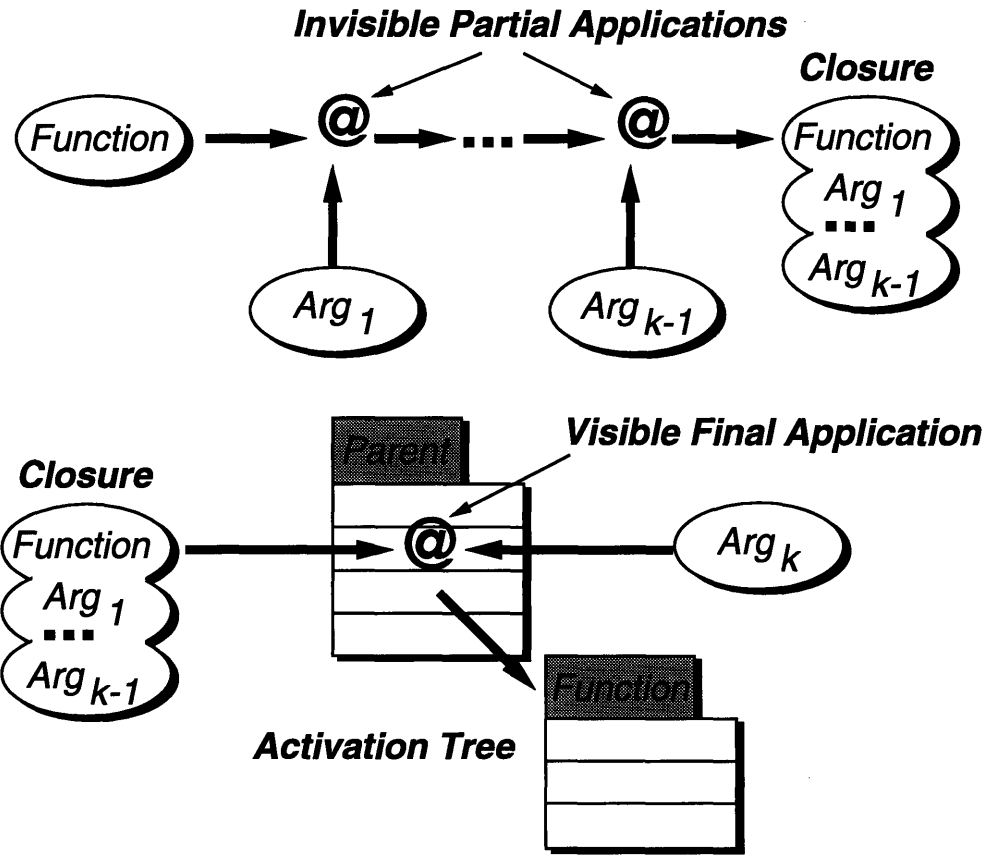 Invisible Partial Applications
Closure
Function
@
...
@
Function
Arg 1
...
Arg k-1
Arg 1
Arg k-1
Parent
Visible Final Application
Closure
Function
Arg 1
...
Arg k-1
@
Arg k
Function
Activation Tree